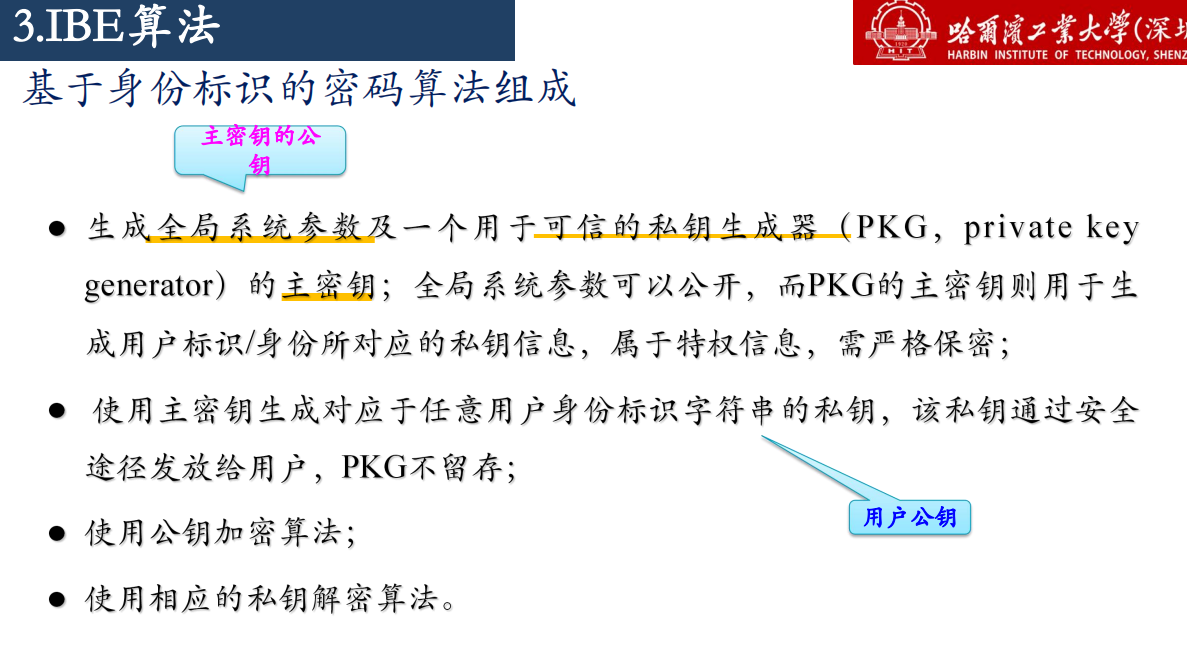 3.IBE算法
哈爾濱工業大學(深圳
HARBIN INSTITUTE OF TECHNOLOGY, SHENZ
HIT
1920
基于身份标识的密码算法组成
主密钥的公
钥
● 生成全局系统参数及一个用于可信的私钥生成器（PKG，private key
generator）的主密钥；全局系统参数可以公开，而PKG的主密钥则用于生
成用户标识/身份所对应的私钥信息，属于特权信息，需严格保密；
● 使用主密钥生成对应于任意用户身份标识字符串的私钥，该私钥通过安全
途径发放给用户，PKG不留存；
用户公钥
● 使用公钥加密算法；
● 使用相应的私钥解密算法。